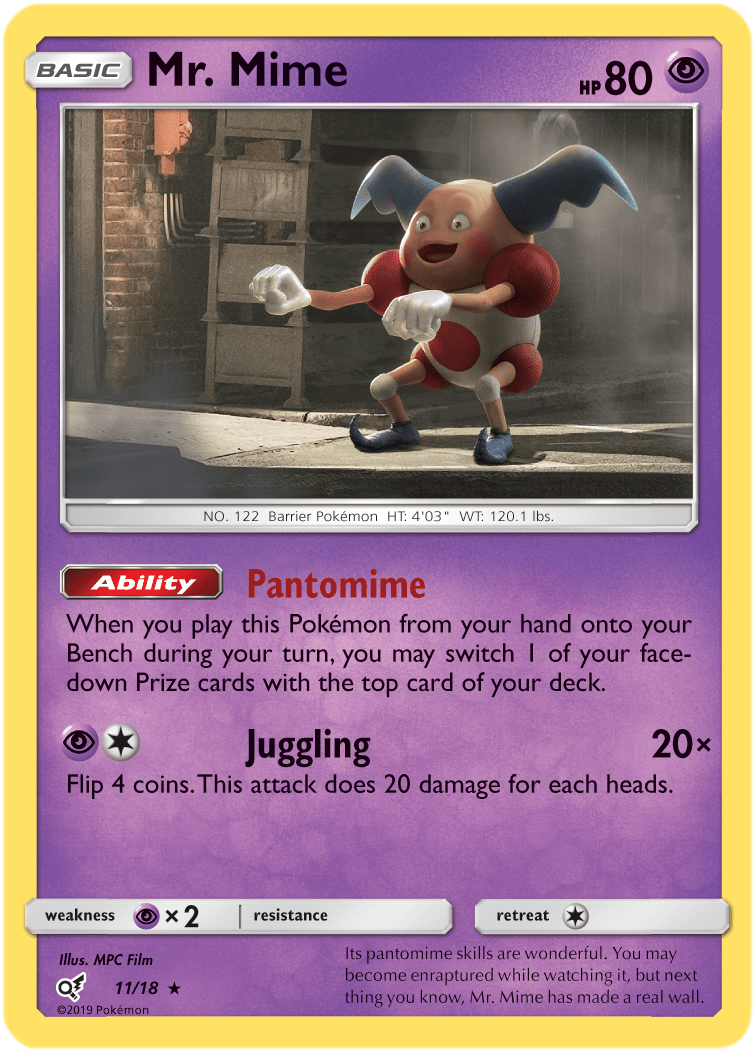 BASIC Mr. Mime HP 80
NO. 122 Barrier Pokémon HT: 4'03" WT: 120.1 lbs.
Ability Pantomime
When you play this Pokémon from your hand onto your
Bench during your turn, you may switch 1 of your face-
down Prize cards with the top card of your deck.
Juggling 20×
Flip 4 coins. This attack does 20 damage for each heads.
weakness ×2 resistance retreat
Illus. MPC Film
11/18
©2019 Pokémon
Its pantomime skills are wonderful. You may
become enraptured while watching it, but next
thing you know, Mr. Mime has made a real wall.